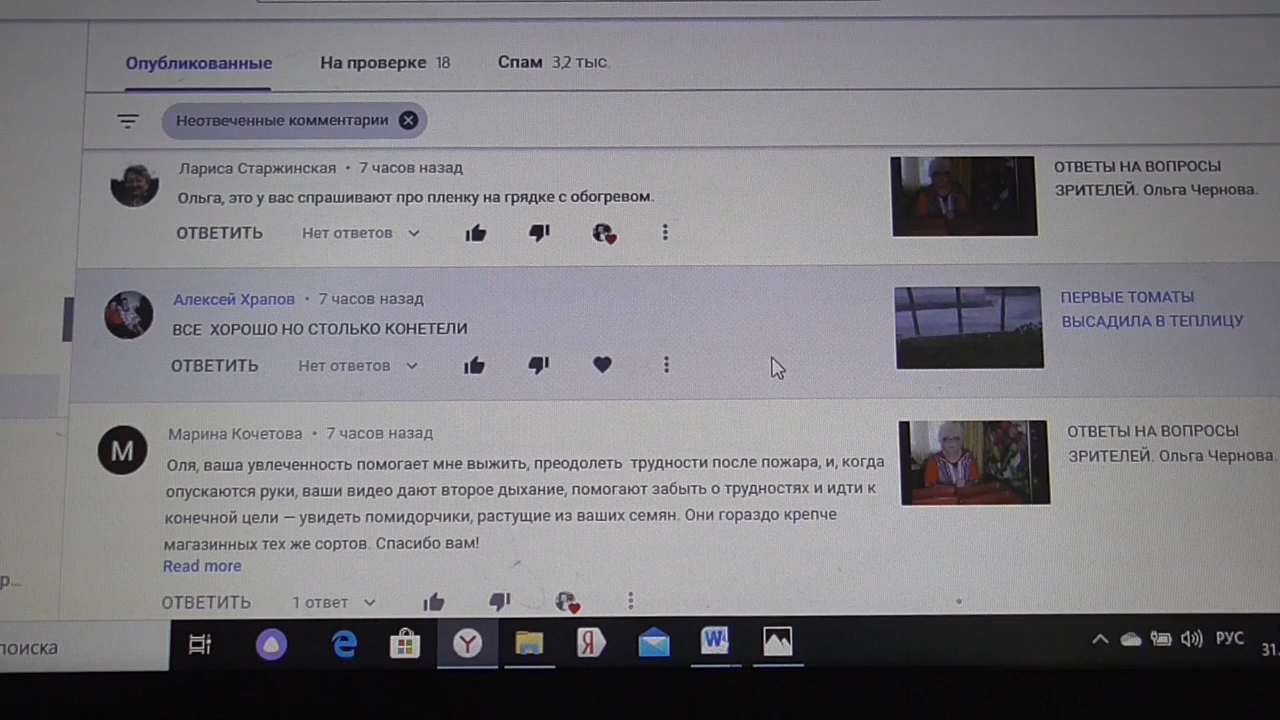 Опубликованные На проверке 18 Спам 3,2 тыс.
Неотвеченные комментарии
Лариса Старжинская • 7 часов назад
Ольга, это у вас спрашивают про пленку на грядке с обогревом.
ОТВЕТИТЬ Нет ответов
ОТВЕТЫ НА ВОПРОСЫ
ЗРИТЕЛЕЙ. Ольга Чернова.
Алексей Храпов • 7 часов назад
ВСЕ ХОРОШО НО СТОЛЬКО КОНЕТЕЛИ
ОТВЕТИТЬ Нет ответов
ПЕРВЫЕ ТОМАТЫ
ВЫСАДИЛА В ТЕПЛИЦУ
М
Марина Кочетова • 7 часов назад
Оля, ваша увлеченность помогает мне выжить, преодолеть трудности после пожара, и, когда
опускаются руки, ваши видео дают второе дыхание, помогают забыть о трудностях и идти к
конечной цели — увидеть помидорчики, растущие из ваших семян. Они гораздо крепче
магазинных тех же сортов. Спасибо вам!
Read more
ОТВЕТИТЬ 1 ответ
ОТВЕТЫ НА ВОПРОСЫ
ЗРИТЕЛЕЙ. Ольга Чернова.
р...
поиска
Y
Я
W
РУС
31.